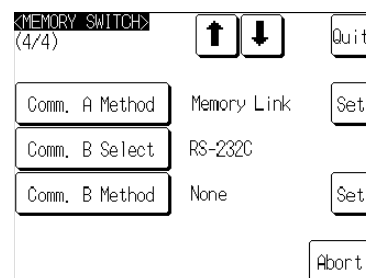 <MEMORY SWITCH>
(4/4)
Quit
Comm. A Method Memory Link Set
Comm. B Select RS-232C
Comm. B Method None Set
Abort